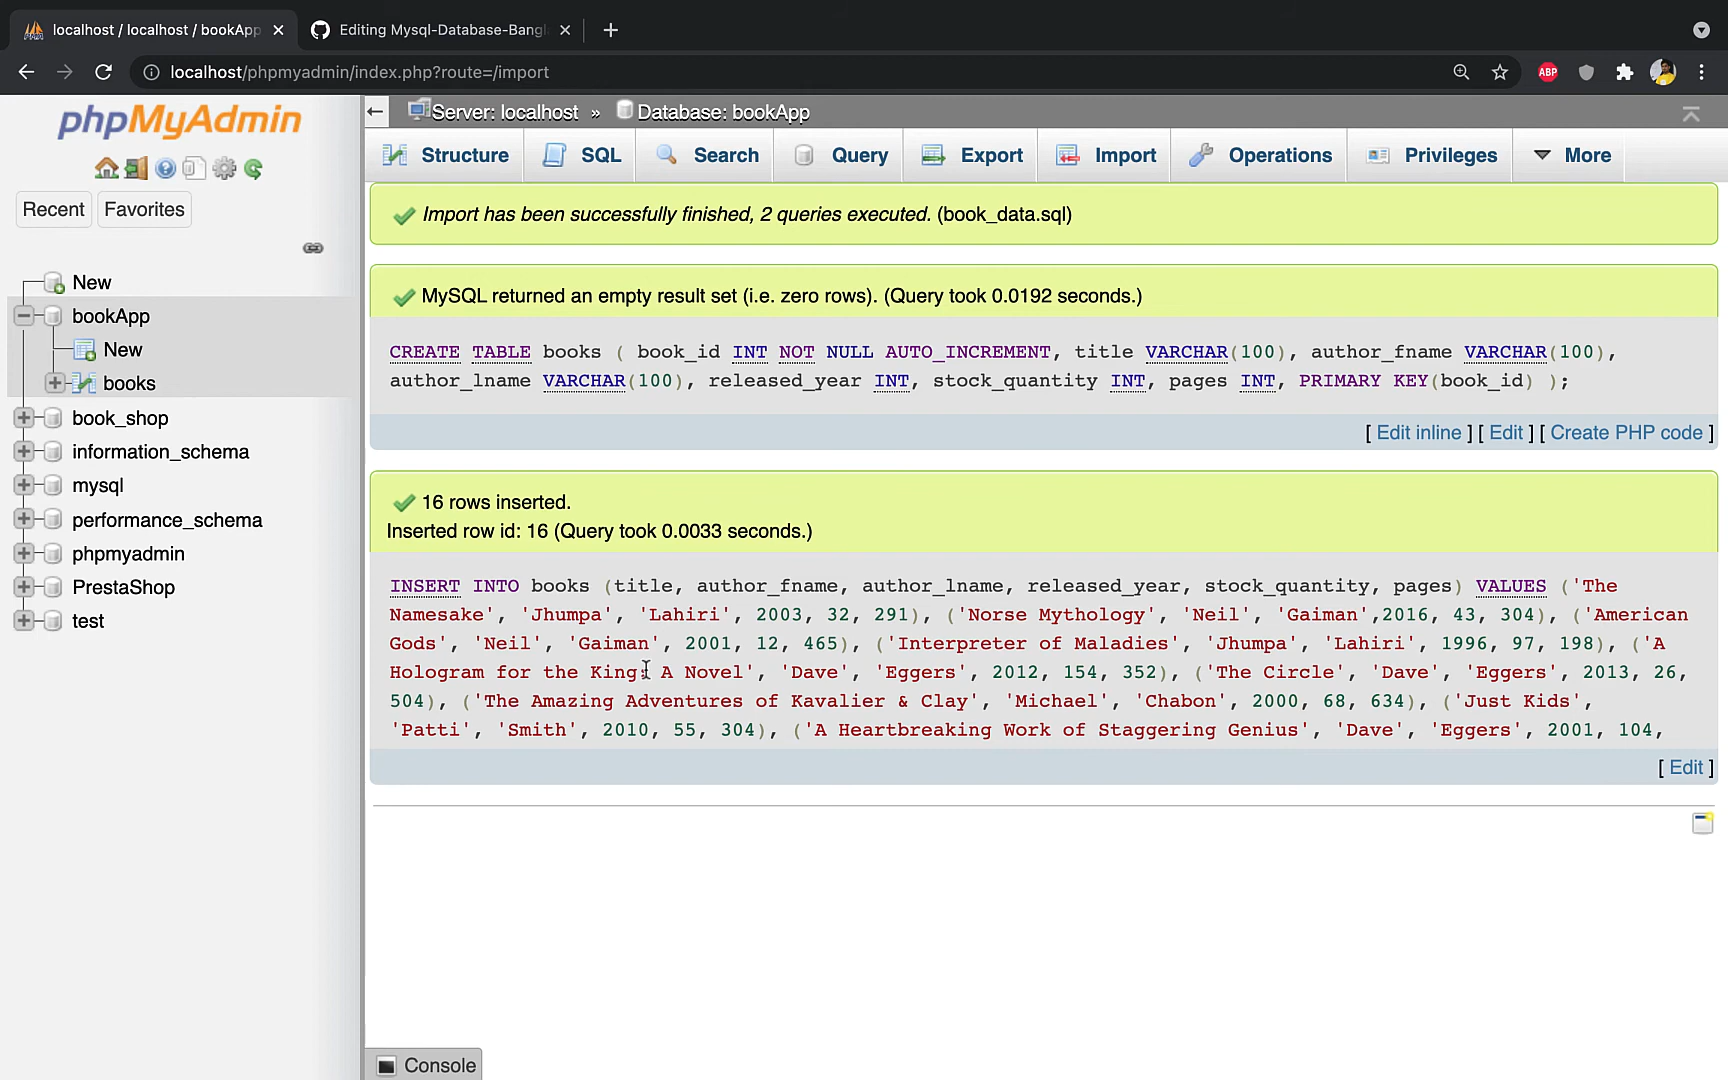 localhost / localhost / bookApp
Editing Mysql-Database-Bangl
localhost/phpmyadmin/index.php?route=/import
ABP
phpMyAdmin
Recent
Favorites
New
bookApp
New
books
book_shop
information_schema
mysql
performance_schema
phpmyadmin
PrestaShop
test
Server: localhost » Database: bookApp
Structure
SQL
Search
Query
Export
Import
Operations
Privileges
More
Import has been successfully finished, 2 queries executed. (book_data.sql)
MySQL returned an empty result set (i.e. zero rows). (Query took 0.0192 seconds.)
CREATE TABLE books ( book_id INT NOT NULL AUTO_INCREMENT, title VARCHAR(100), author_fname VARCHAR(100),
author_lname VARCHAR(100), released_year INT, stock_quantity INT, pages INT, PRIMARY KEY(book_id) );
[ Edit inline ] [ Edit ] [ Create PHP code ]
16 rows inserted.
Inserted row id: 16 (Query took 0.0033 seconds.)
INSERT INTO books (title, author_fname, author_lname, released_year, stock_quantity, pages) VALUES ('The
Namesake', 'Jhumpa', 'Lahiri', 2003, 32, 291), ('Norse Mythology', 'Neil', 'Gaiman',2016, 43, 304), ('American
Gods', 'Neil', 'Gaiman', 2001, 12, 465), ('Interpreter of Maladies', 'Jhumpa', 'Lahiri', 1996, 97, 198), ('A
Hologram for the King: A Novel', 'Dave', 'Eggers', 2012, 154, 352), ('The Circle', 'Dave', 'Eggers', 2013, 26,
504), ('The Amazing Adventures of Kavalier & Clay', 'Michael', 'Chabon', 2000, 68, 634), ('Just Kids',
'Patti', 'Smith', 2010, 55, 304), ('A Heartbreaking Work of Staggering Genius', 'Dave', 'Eggers', 2001, 104,
[ Edit ]
Console